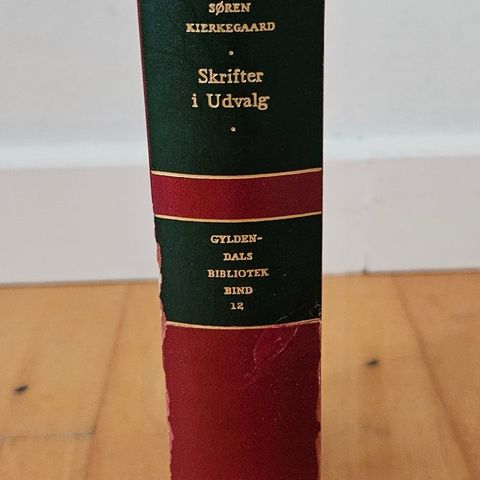 SØREN
KIERKEGAARD
Skrifter
i Udvalg
GYLDEN-
DALS
BIBLIOTEK
BIND
12